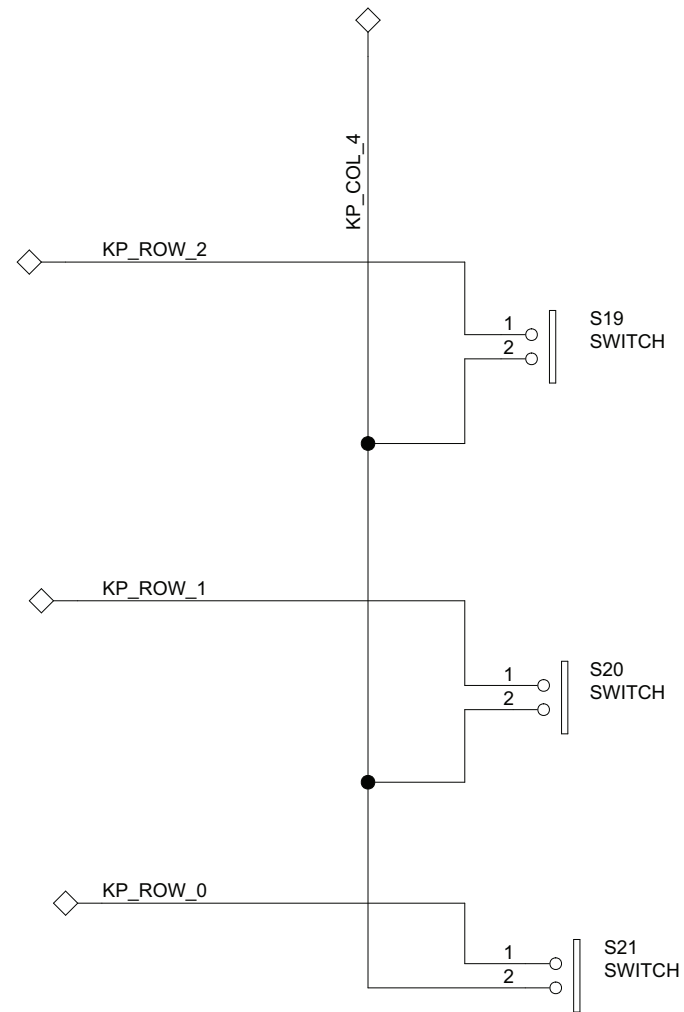 KP_COL_4
KP_ROW_2
1
2
S19
SWITCH
KP_ROW_1
1
2
S20
SWITCH
KP_ROW_0
1
2
S21
SWITCH